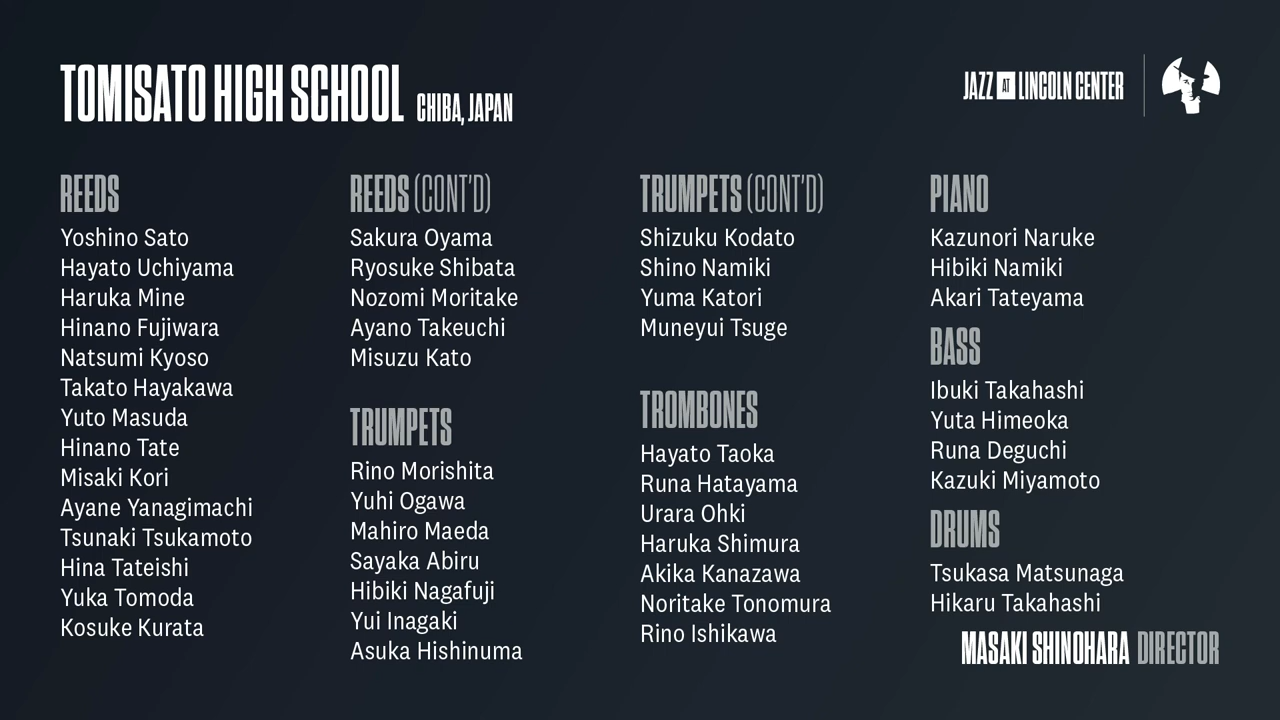 TOMISATO HIGH SCHOOL CHIBA, JAPAN
JAZZ AT LINCOLN CENTER
REEDS
Yoshino Sato
Hayato Uchiyama
Haruka Mine
Hinano Fujiwara
Natsumi Kyoso
Takato Hayakawa
Yuto Masuda
Hinano Tate
Misaki Kori
Ayane Yanagimachi
Tsunaki Tsukamoto
Hina Tateishi
Yuka Tomoda
Kosuke Kurata
REEDS (CONT'D)
Sakura Oyama
Ryosuke Shibata
Nozomi Moritake
Ayano Takeuchi
Misuzu Kato
TRUMPETS
Rino Morishita
Yuhi Ogawa
Mahiro Maeda
Sayaka Abiru
Hibiki Nagafuji
Yui Inagaki
Asuka Hishinuma
TRUMPETS (CONT'D)
Shizuku Kodato
Shino Namiki
Yuma Katori
Muneyui Tsuge
TROMBONES
Hayato Taoka
Runa Hatayama
Urara Ohki
Haruka Shimura
Akika Kanazawa
Noritake Tonomura
Rino Ishikawa
PIANO
Kazunori Naruke
Hibiki Namiki
Akari Tateyama
BASS
Ibuki Takahashi
Yuta Himeoka
Runa Deguchi
Kazuki Miyamoto
DRUMS
Tsukasa Matsunaga
Hikaru Takahashi
MASAKI SHINOHARA DIRECTOR